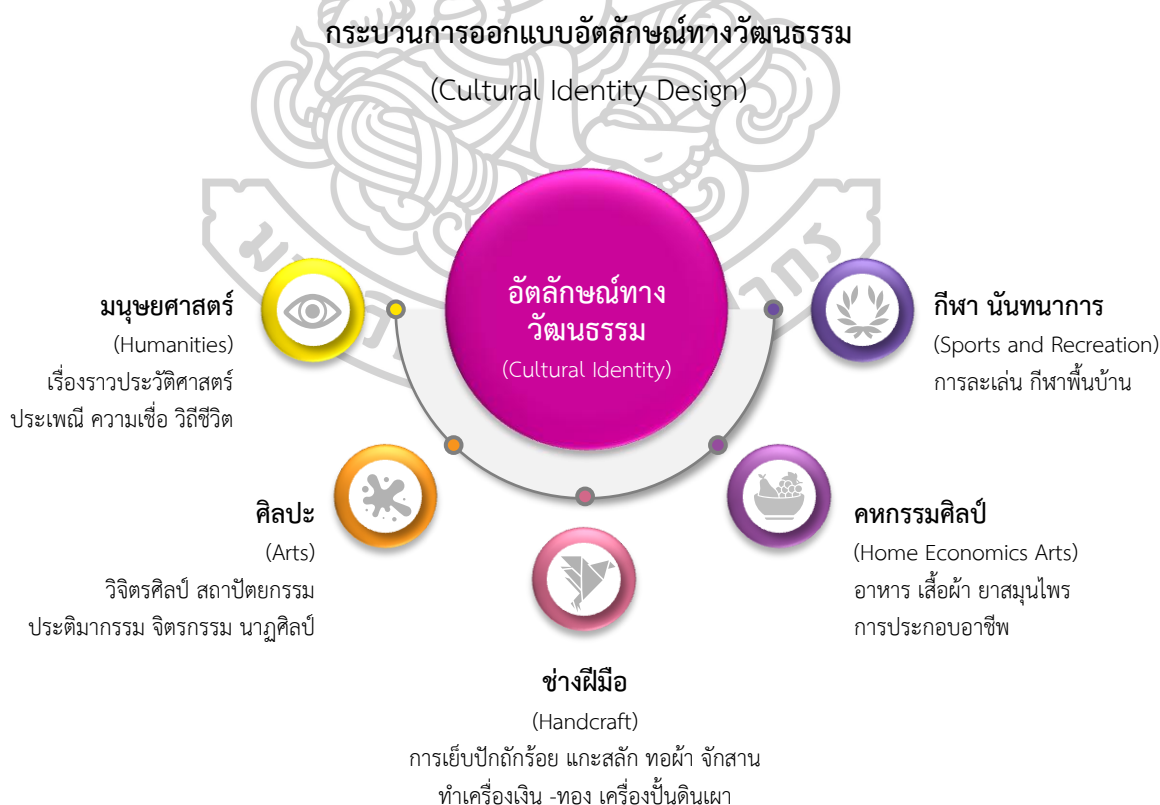 กระบวนการออกแบบอัตลักษณ์ทางวัฒนธรรม
(Cultural Identity Design)
อัตลักษณ์ทาง
วัฒนธรรม
(Cultural Identity)
มนุษยศาสตร์
(Humanities)
เรื่องราวประวัติศาสตร์
ประเพณี ความเชื่อ วิถีชีวิต
ศิลปะ
(Arts)
วิจิตรศิลป์ สถาปัตยกรรม
ประติมากรรม จิตรกรรม นาฏศิลป์
ช่างฝีมือ
(Handcraft)
การเย็บปักถักร้อย แกะสลัก ทอผ้า จักสาน
ทำเครื่องเงิน -ทอง เครื่องปั้นดินเผา
คหกรรมศิลป์
(Home Economics Arts)
อาหาร เสื้อผ้า ยาสมุนไพร
การประกอบอาชีพ
กีฬา นันทนาการ
(Sports and Recreation)
การละเล่น กีฬาพื้นบ้าน